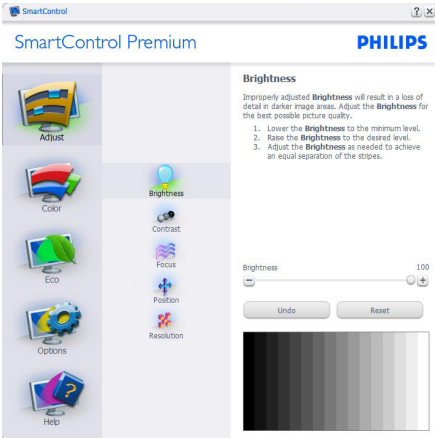 SmartControl
SmartControl Premium
PHILIPS
Adjust
Color
Eco
Options
Help
Brightness
Contrast
Focus
Position
Resolution
Brightness
Improperly adjusted Brightness will result in a loss of
detail in darker image areas. Adjust the Brightness for
the best possible picture quality.
1. Lower the Brightness to the minimum level.
2. Raise the Brightness to the desired level.
3. Adjust the Brightness as needed to achieve
an equal separation of the stripes.
Brightness 100
Undo Reset